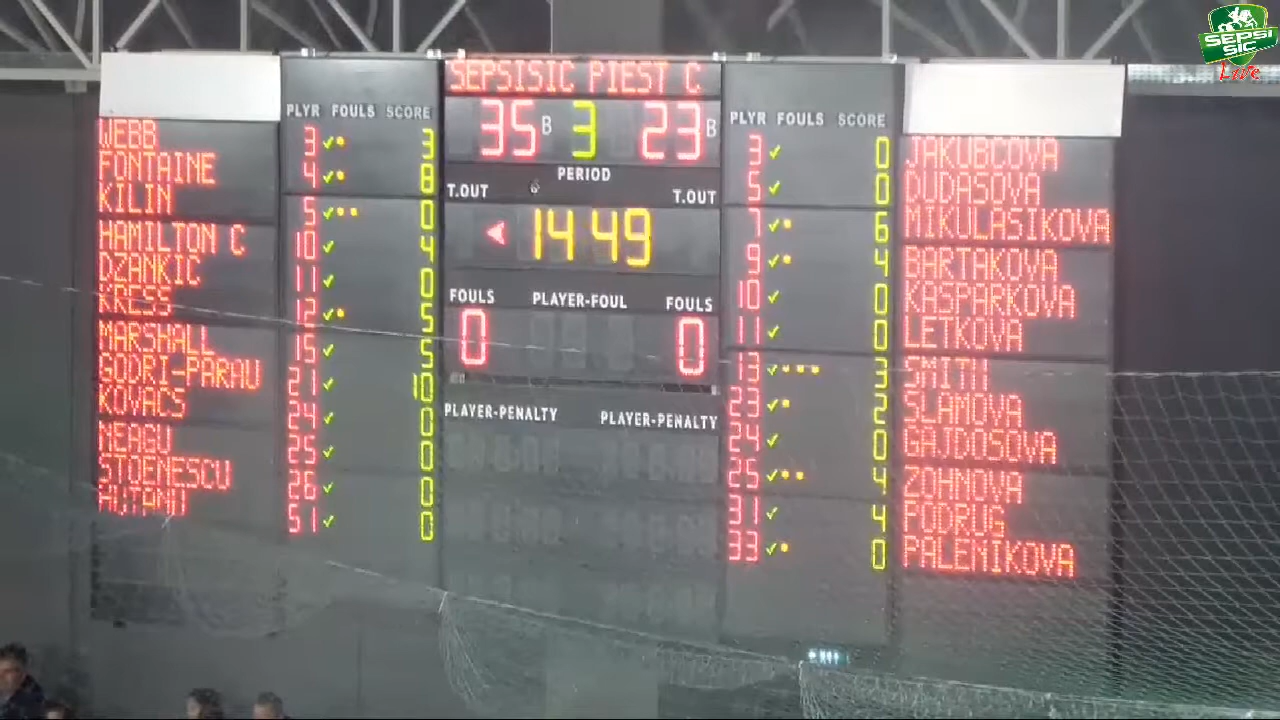 SEPSI
SIC
Live
SEPSISIC PIEST C
35 B 3 23 B
PERIOD
T.OUT T.OUT
14 49
FOULS PLAYER-FOUL FOULS
0 0
PLAYER-PENALTY PLAYER-PENALTY
PLYR FOULS SCORE
WEBB 3 3
FONTAINE 4 8
KILIN 5 0
HAMILTON C 10 4
DZANKIC 11 0
KRESS 12 5
MARSHALL 15 5
GODRI-PARAU 21 10
KOVACS 24 0
NEAGU 25 0
STOENESCU 26 0
51 0
PLYR FOULS SCORE
3 0 JAKUBCOVA
5 0 DUDASOVA
7 6 MIKULASIKOVA
9 4 BARTAKOVA
10 0 KASPARKOVA
11 0 LETKOVA
13 3 SMITH
23 2 SLAMOVA
24 0 GAJDOSOVA
25 4 ZOHNOVA
31 4 PODRUG
33 0 PALENIKOVA